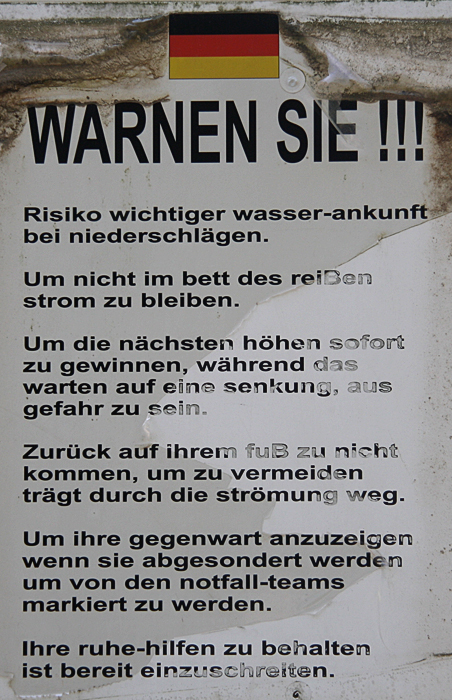 WARNEN SIE !!!
Risiko wichtiger wasser-ankunft
bei niederschlägen.
Um nicht im bett des reißen
strom zu bleiben.
Um die nächsten höhen sofort
zu gewinnen, während das
warten auf eine senkung, aus
gefahr zu sein.
Zurück auf ihrem fuß zu nicht
kommen, um zu vermeiden
trägt durch die strömung weg.
Um ihre gegenwart anzuzeigen
wenn sie abgesondert werden
um von den notfall-teams
markiert zu werden.
Ihre ruhe-hilfen zu behalten
ist bereit einzuschreiten.